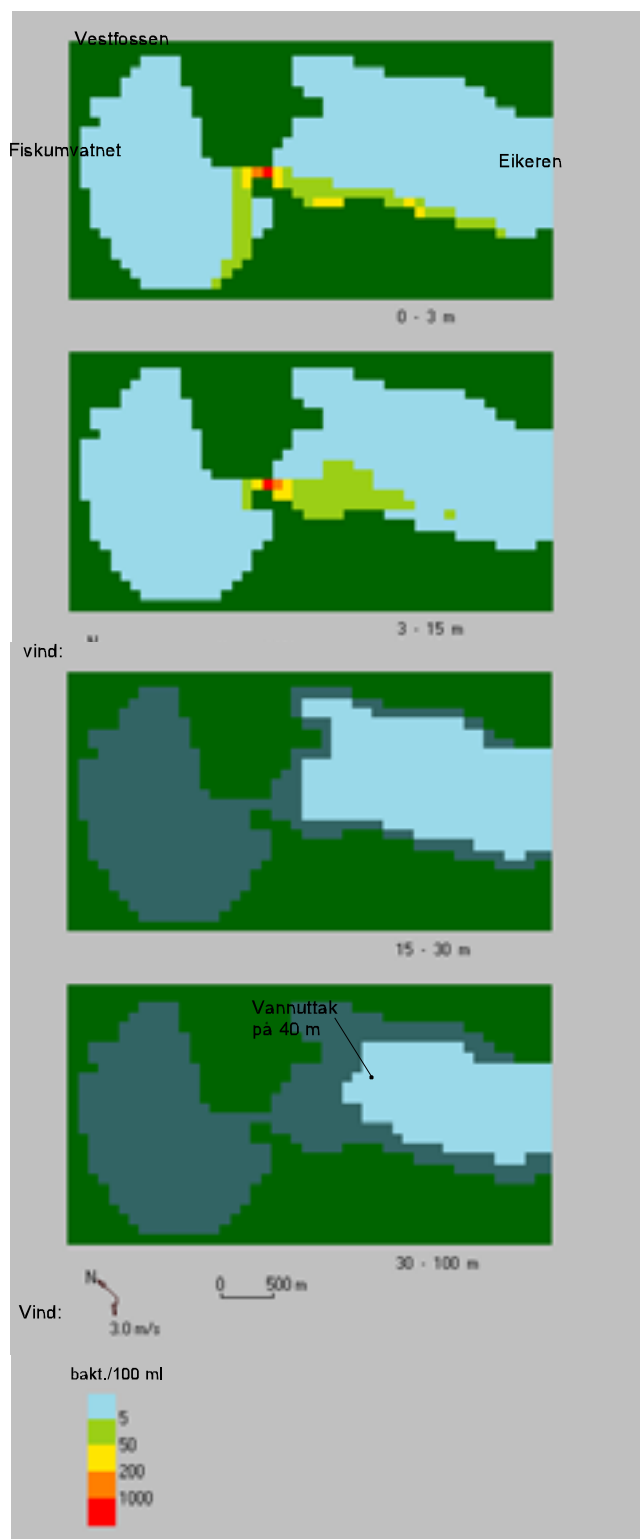 Vestfossen
Fiskumvatnet
Eikeren
0 - 3 m
3 - 15 m
vind:
15 - 30 m
Vannuttak
på 40 m
30 - 100 m
N
0 500 m
Vind:
3.0 m/s
bakt./100 ml
5
50
200
1000